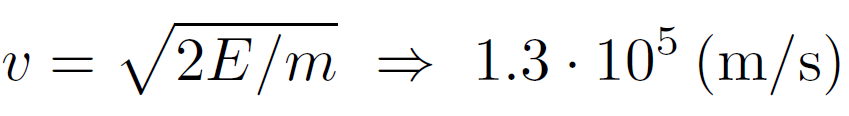 v = √2E/m ⇒ 1.3 · 10⁵ (m/s)